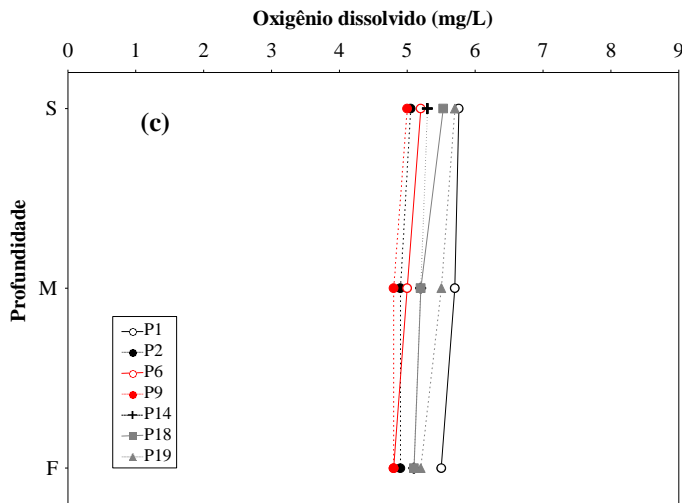 Oxigênio dissolvido (mg/L)
0 1 2 3 4 5 6 7 8 9
(c)
S
M
F
Profundidade
P1
P2
P6
P9
P14
P18
P19